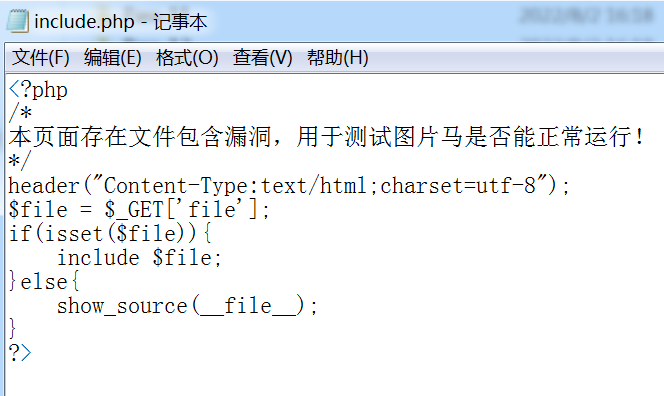 include.php - 记事本
文件(F) 编辑(E) 格式(O) 查看(V) 帮助(H)
<?php
/*
本页面存在文件包含漏洞，用于测试图片马是否能正常运行！
*/
header("Content-Type:text/html;charset=utf-8");
$file = $_GET['file'];
if(isset($file)){
    include $file;
}else{
    show_source(__file__);
}
?>